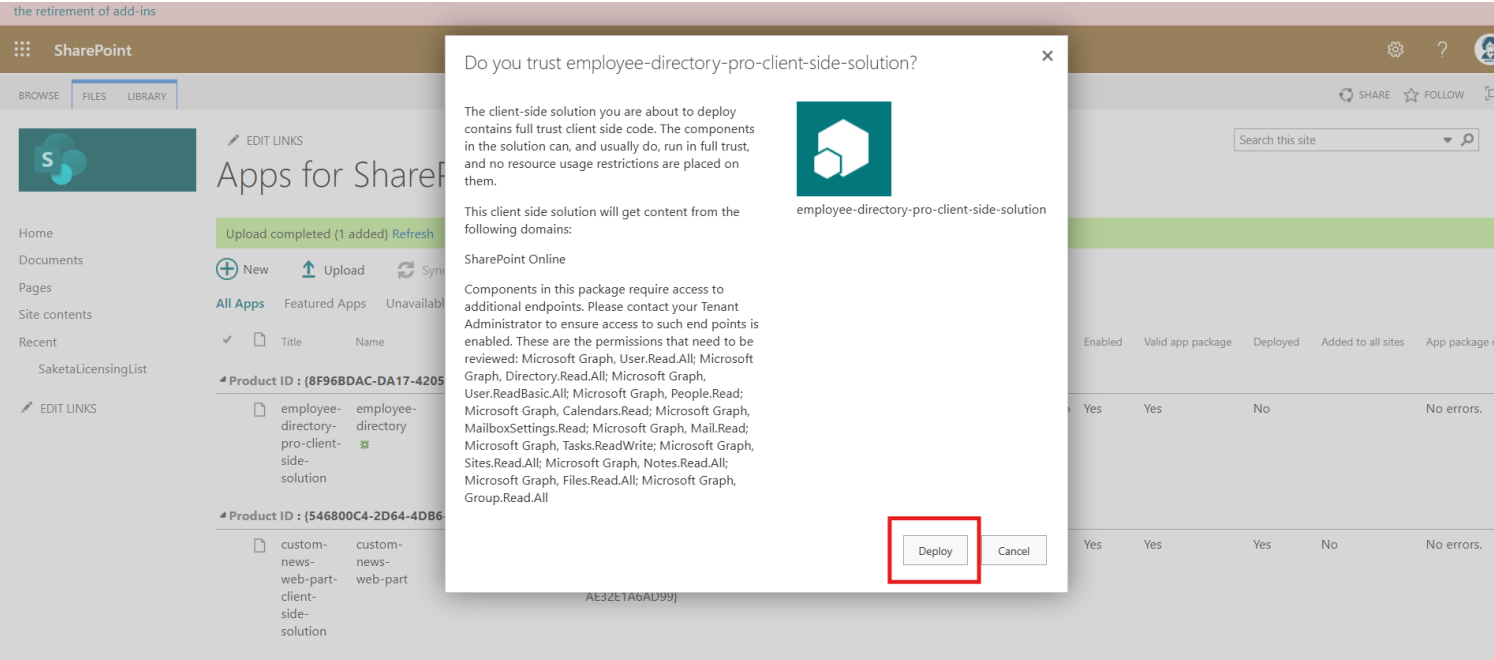 the retirement of add-ins
SharePoint
BROWSE FILES LIBRARY
SHARE FOLLOW
S
EDIT LINKS
Search this site
Home
Documents
Pages
Site contents
Recent
SaketaLicensingList
EDIT LINKS
Upload completed (1 added) Refresh
New Upload
All Apps Featured Apps
Title Name Enabled Valid app package Deployed Added to all sites App package
Product ID : {8F96BDAC-DA17-4205
employee- employee- Yes Yes No No errors.
directory- directory
pro-client-
side-
solution
Product ID : {546800C4-2D64-4DB6-
custom- custom- Yes Yes Yes No No errors.
news- news-
web-part- web-part
client-
AE32E1A6AD99}
side-
solution
Do you trust employee-directory-pro-client-side-solution?
The client-side solution you are about to deploy
contains full trust client side code. The components
in the solution can, and usually do, run in full trust,
and no resource usage restrictions are placed on
them.
This client side solution will get content from the
following domains:
SharePoint Online
Components in this package require access to
additional endpoints. Please contact your Tenant
Administrator to ensure access to such end points is
enabled. These are the permissions that need to be
reviewed: Microsoft Graph, User.Read.All; Microsoft
Graph, Directory.Read.All; Microsoft Graph,
User.ReadBasic.All; Microsoft Graph, People.Read;
Microsoft Graph, Calendars.Read; Microsoft Graph,
MailboxSettings.Read; Microsoft Graph, Mail.Read;
Microsoft Graph, Tasks.ReadWrite; Microsoft Graph,
Sites.Read.All; Microsoft Graph, Notes.Read.All;
Microsoft Graph, Files.Read.All; Microsoft Graph,
Group.Read.All
employee-directory-pro-client-side-solution
Deploy Cancel
Apps for